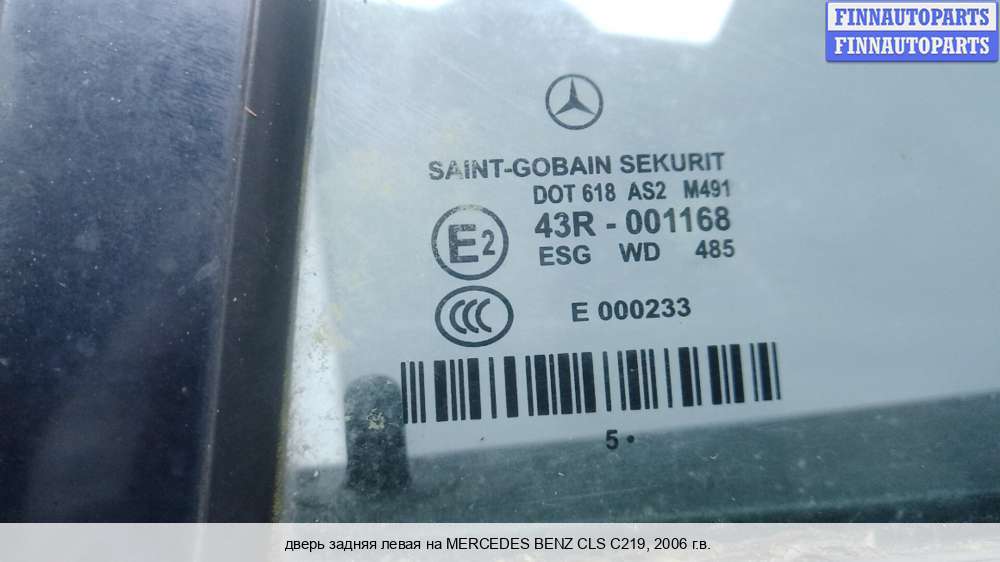 FINNAUTOPARTS
FINNAUTOPARTS
SAINT-GOBAIN SEKURIT
DOT 618 AS2 M491
43R - 001168
E2
ESG WD 485
CCC
E 000233
5 •
дверь задняя левая на MERCEDES BENZ CLS C219, 2006 г.в.